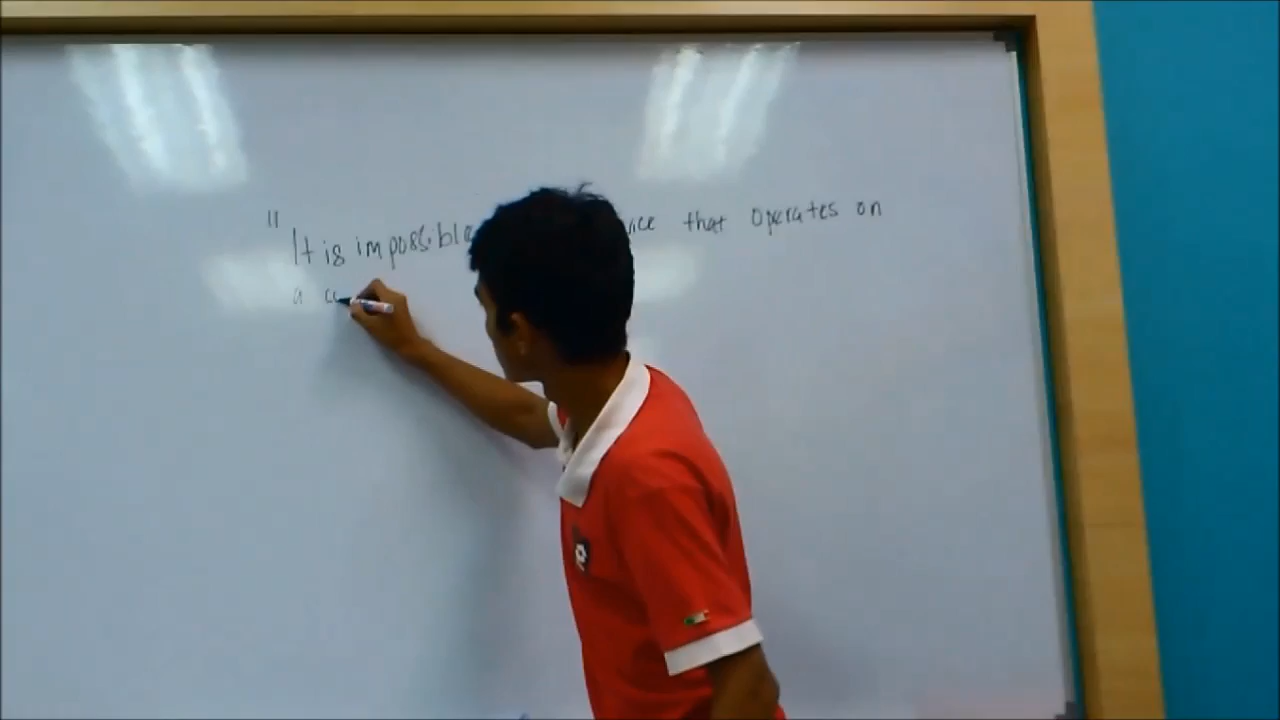 " It is impossible that operates on
a